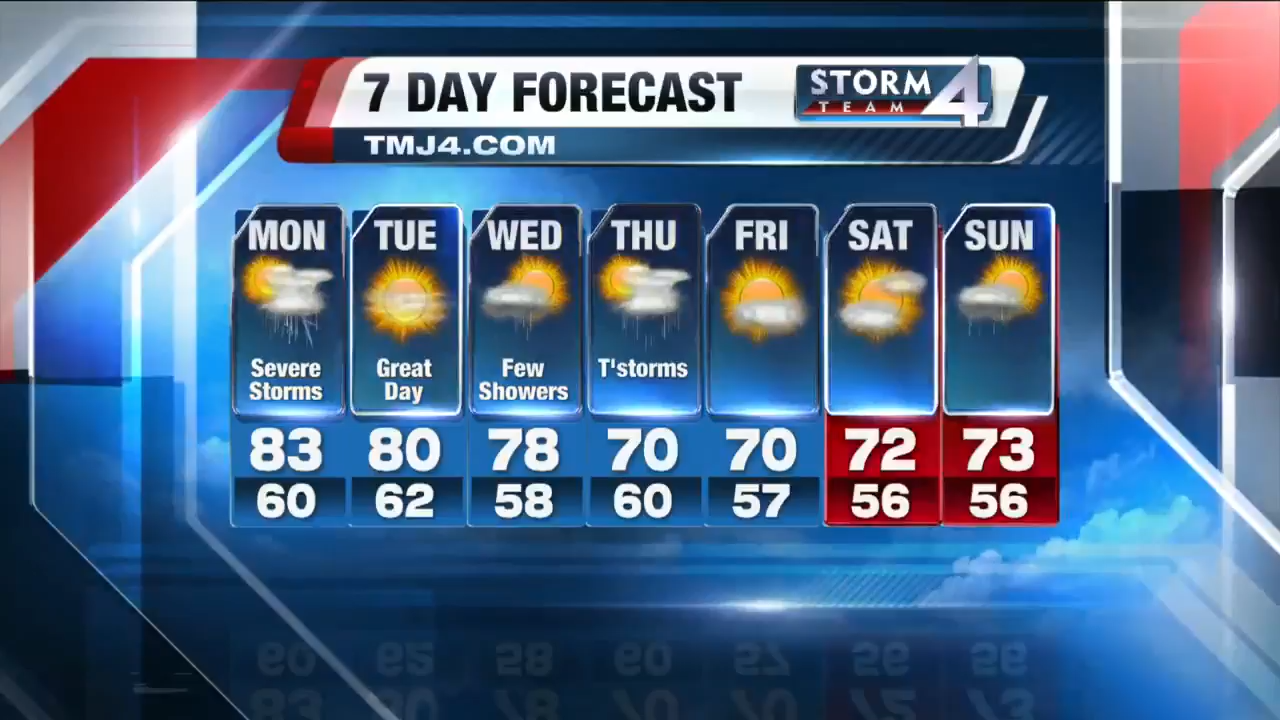 7 DAY FORECAST
STORM 4
TEAM
TMJ4.COM
MON TUE WED THU FRI SAT SUN
Severe Storms
Great Day
Few Showers
T'storms
83 80 78 70 70 72 73
60 62 58 60 57 56 56